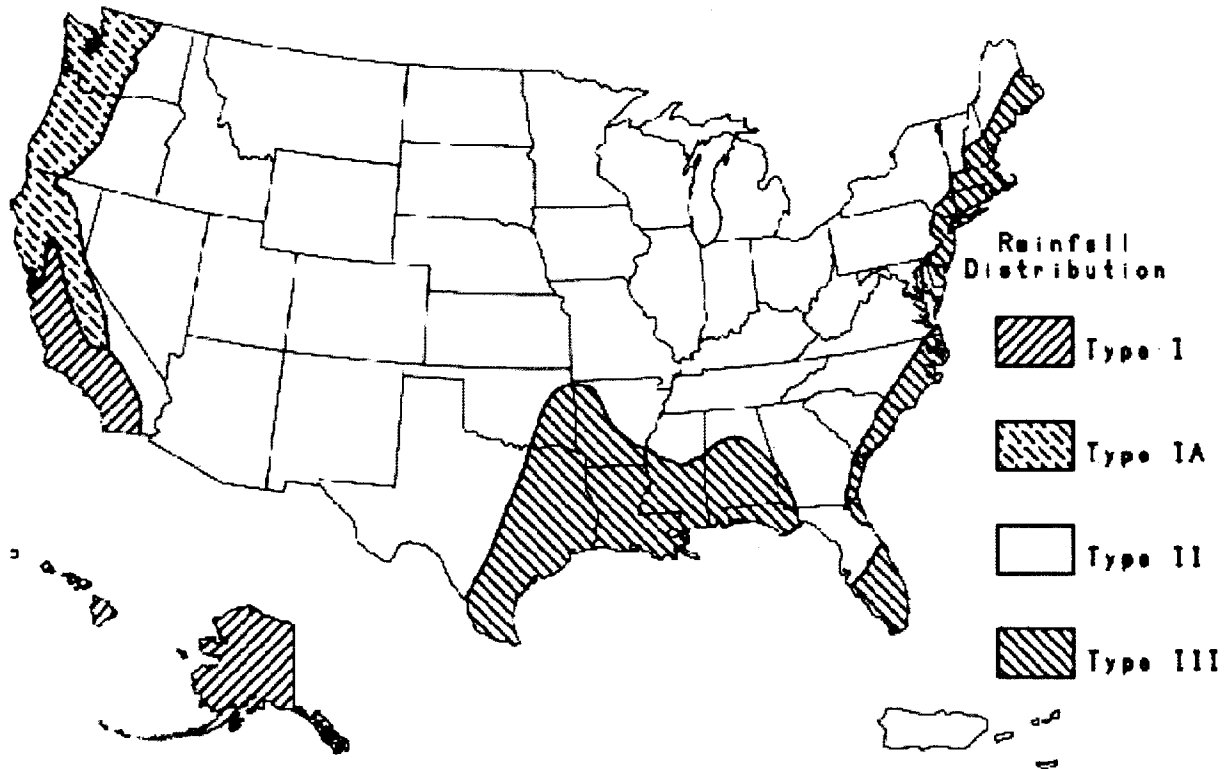 Rainfall
Distribution
Type I
Type IA
Type II
Type III